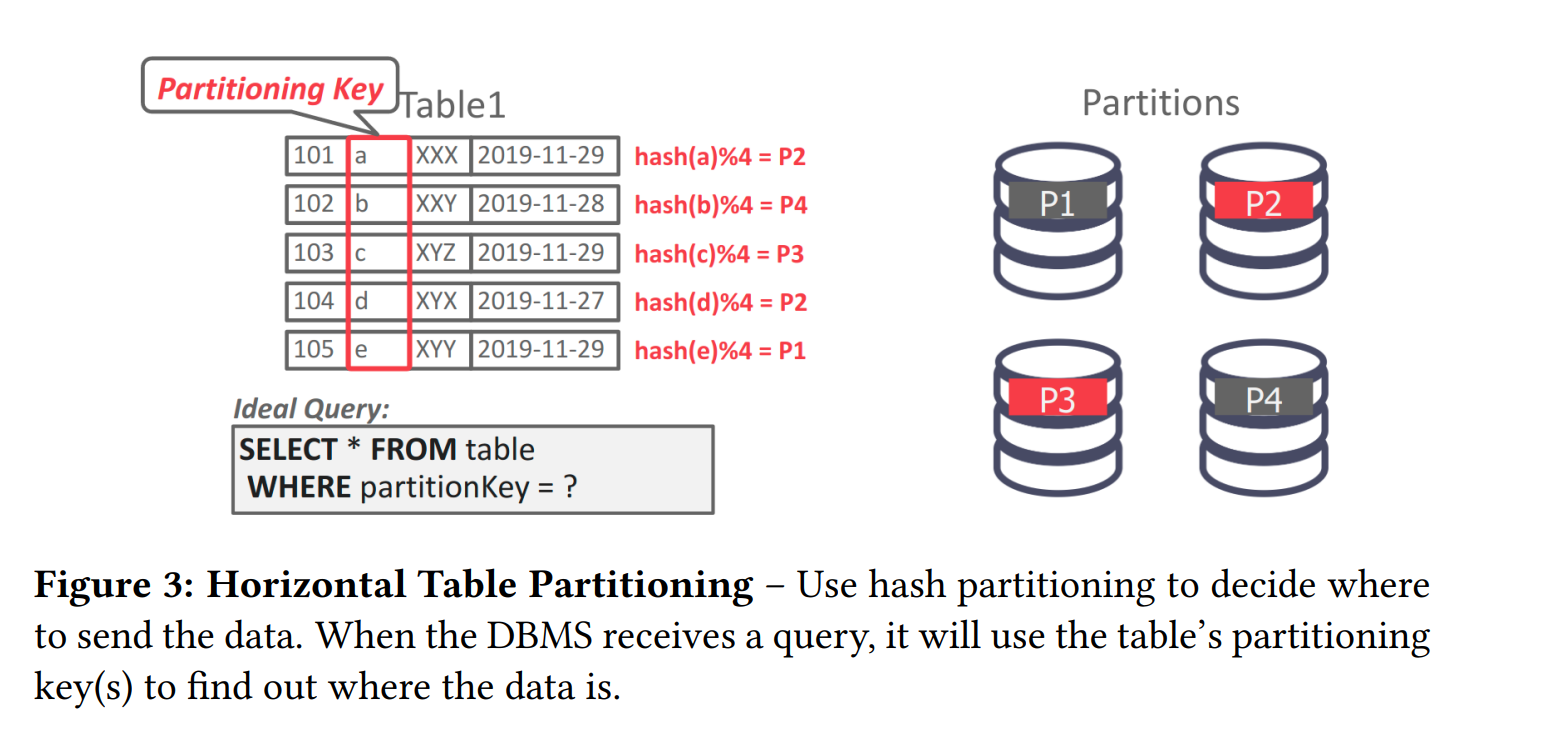 Partitioning Key
Table1
101 a XXX 2019-11-29 hash(a)%4 = P2
102 b XXY 2019-11-28 hash(b)%4 = P4
103 c XYZ 2019-11-29 hash(c)%4 = P3
104 d XYX 2019-11-27 hash(d)%4 = P2
105 e XYY 2019-11-29 hash(e)%4 = P1
Ideal Query:
SELECT * FROM table
WHERE partitionKey = ?
Partitions
P1 P2
P3 P4
Figure 3: Horizontal Table Partitioning – Use hash partitioning to decide where
to send the data. When the DBMS receives a query, it will use the table’s partitioning
key(s) to find out where the data is.